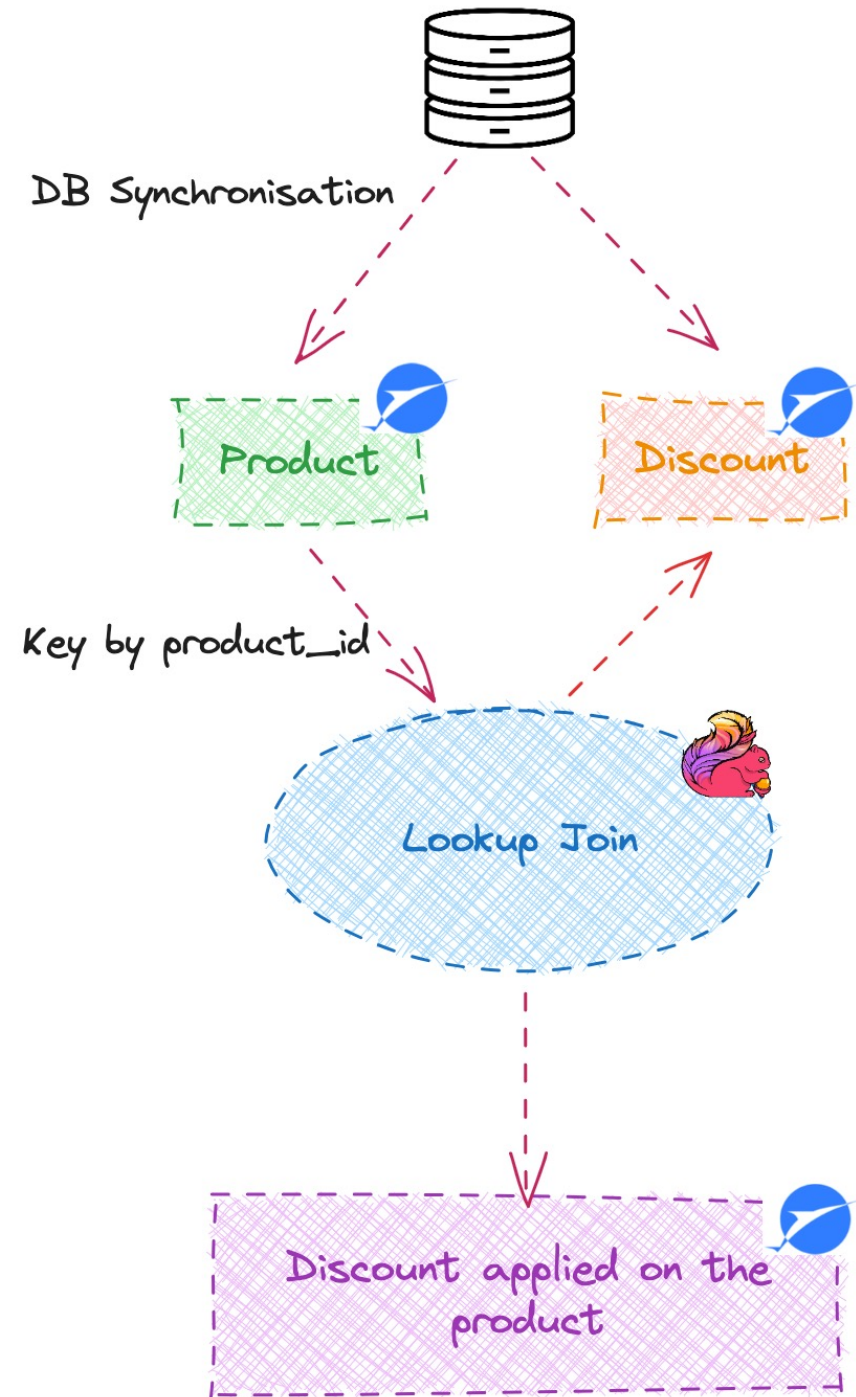 DB Synchronisation
Product
Discount
Key by product_id
Lookup Join
Discount applied on the
product